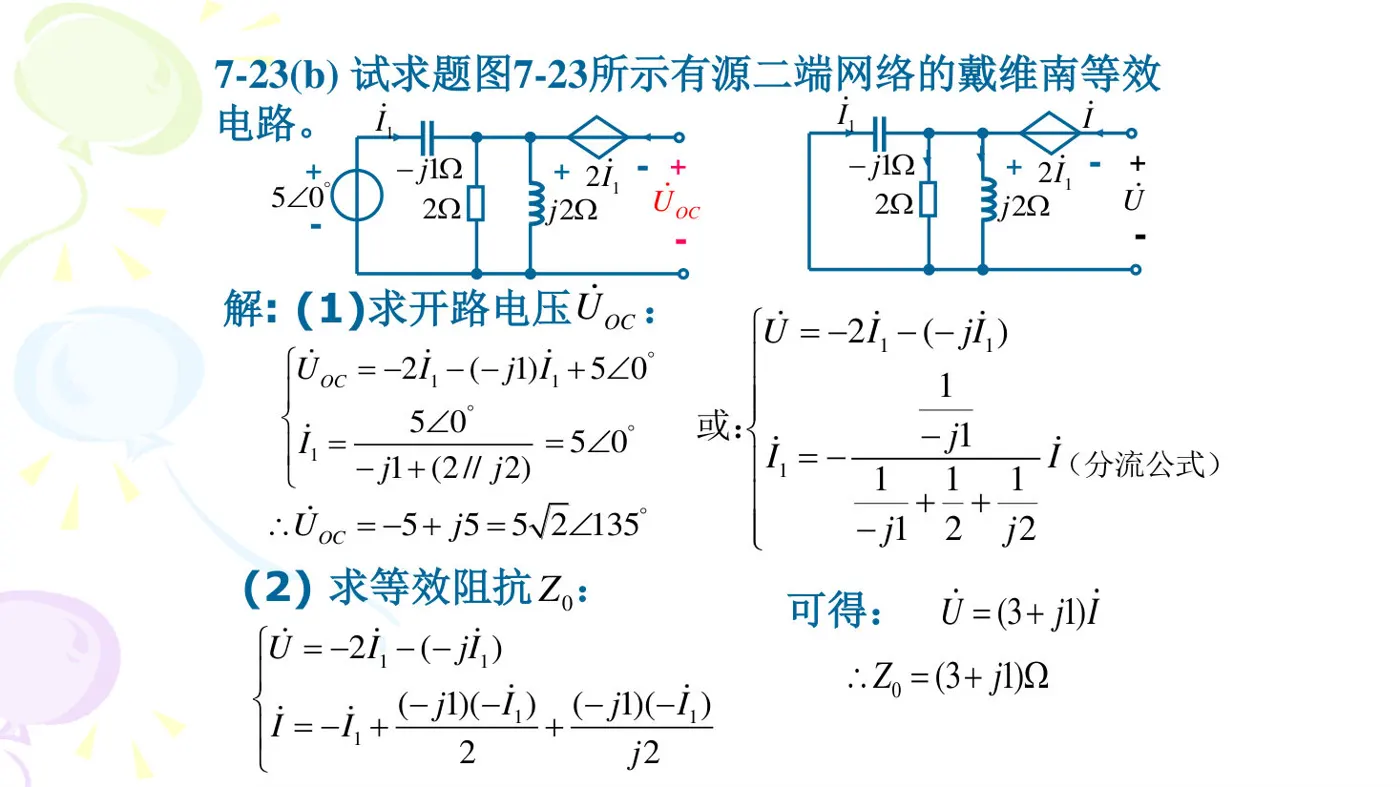 7-23(b) 试求题图7-23所示有源二端网络的戴维南等效
电路。
İ₁
−j1Ω
2Ω
j2Ω
+
2İ₁
-
+
5∠0°
-
+
U̇_OC
-
İ₁
−j1Ω
2Ω
j2Ω
+
2İ₁
-
İ
+
U̇
-
解: (1)求开路电压U̇_OC：
{ U̇_OC = −2İ₁ − (−j1)İ₁ + 5∠0°
İ₁ = 5∠0° / (−j1 + (2 // j2)) = 5∠0°
∴U̇_OC = −5 + j5 = 5√2∠135°
(2) 求等效阻抗Z₀：
{ U̇ = −2İ₁ − (−jİ₁)
İ = −İ₁ + (−j1)(−İ₁)/2 + (−j1)(−İ₁)/j2
或:
{ U̇ = −2İ₁ − (−jİ₁)
İ₁ = − (1/−j1) / (1/−j1 + 1/2 + 1/j2) İ（分流公式）
可得： U̇ = (3 + j1)İ
∴Z₀ = (3 + j1)Ω